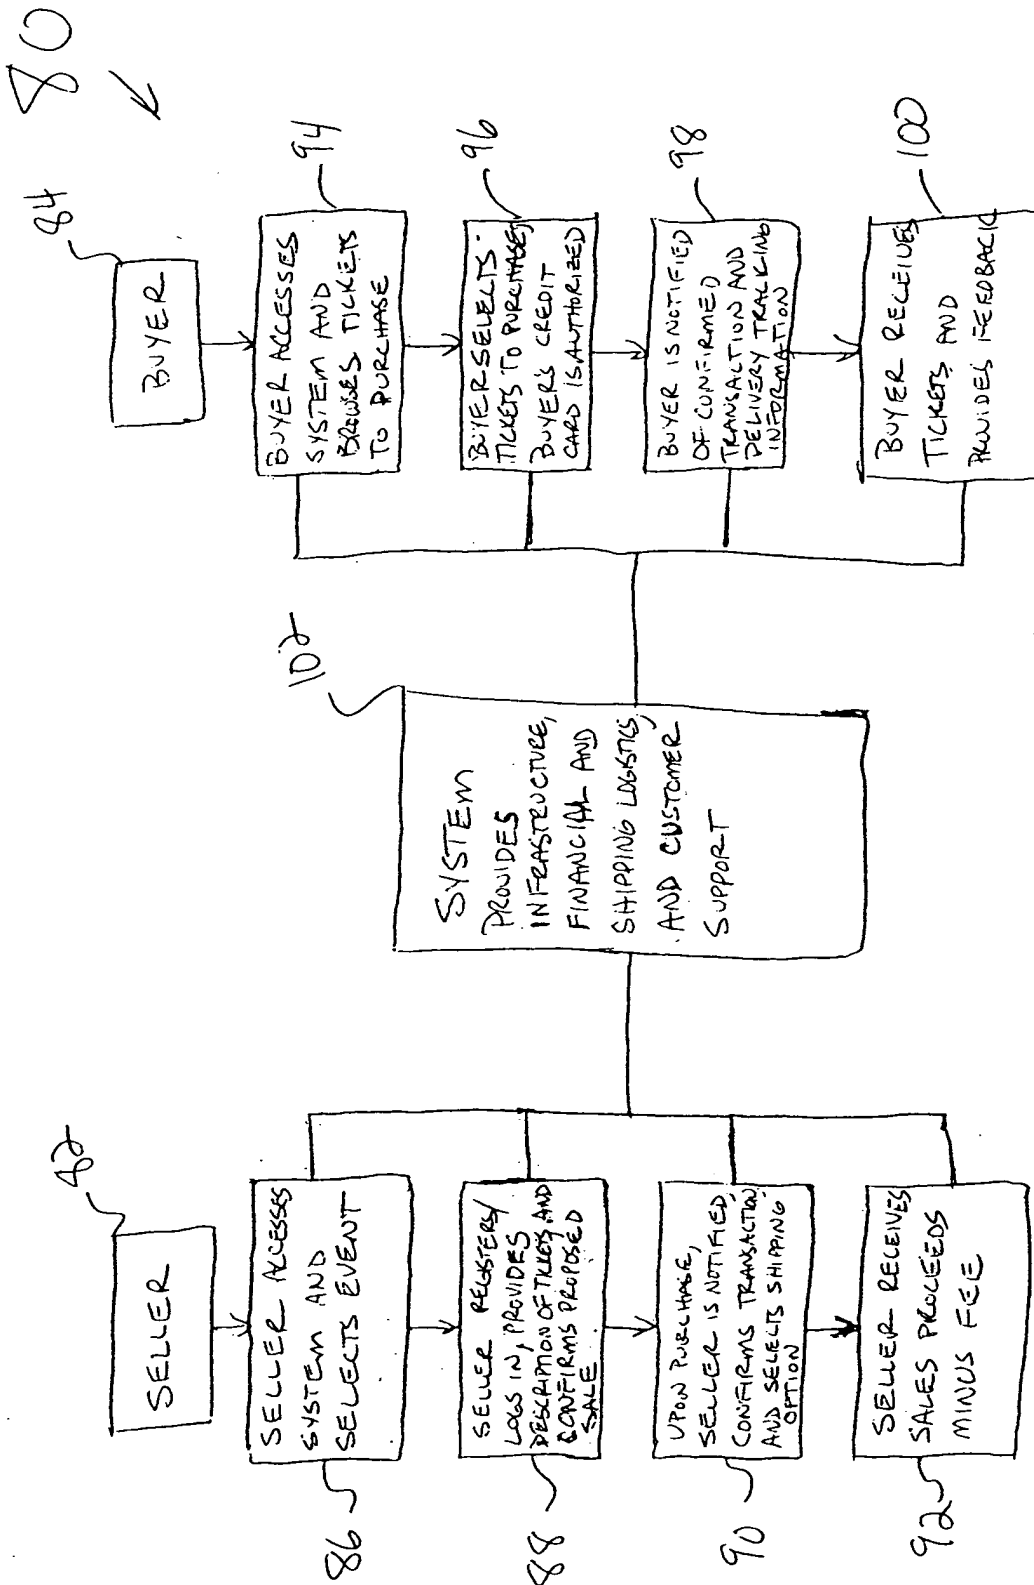 80
82
SELLER
86
SELLER ACCESSES
SYSTEM AND
SELECTS EVENT
88
SELLER REGISTERS/
LOGS IN, PROVIDES
DESCRIPTION OF TICKETS, AND
CONFIRMS PROPOSED
SALE
90
UPON PURCHASE,
SELLER IS NOTIFIED,
CONFIRMS TRANSACTION,
AND SELECTS SHIPPING
OPTION
92
SELLER RECEIVES
SALES PROCEEDS
MINUS FEE
102
SYSTEM
PROVIDES
INFRASTRUCTURE,
FINANCIAL AND
SHIPPING LOGISTICS,
AND CUSTOMER
SUPPORT
84
BUYER
94
BUYER ACCESSES
SYSTEM AND
BROWSES TICKETS
TO PURCHASE
96
BUYER SELECTS
TICKETS TO PURCHASE,
BUYER'S CREDIT
CARD IS AUTHORIZED
98
BUYER IS NOTIFIED
OF CONFIRMED
TRANSACTION AND
DELIVERY TRACKING
INFORMATION
100
BUYER RECEIVES
TICKETS AND
PROVIDES FEEDBACK